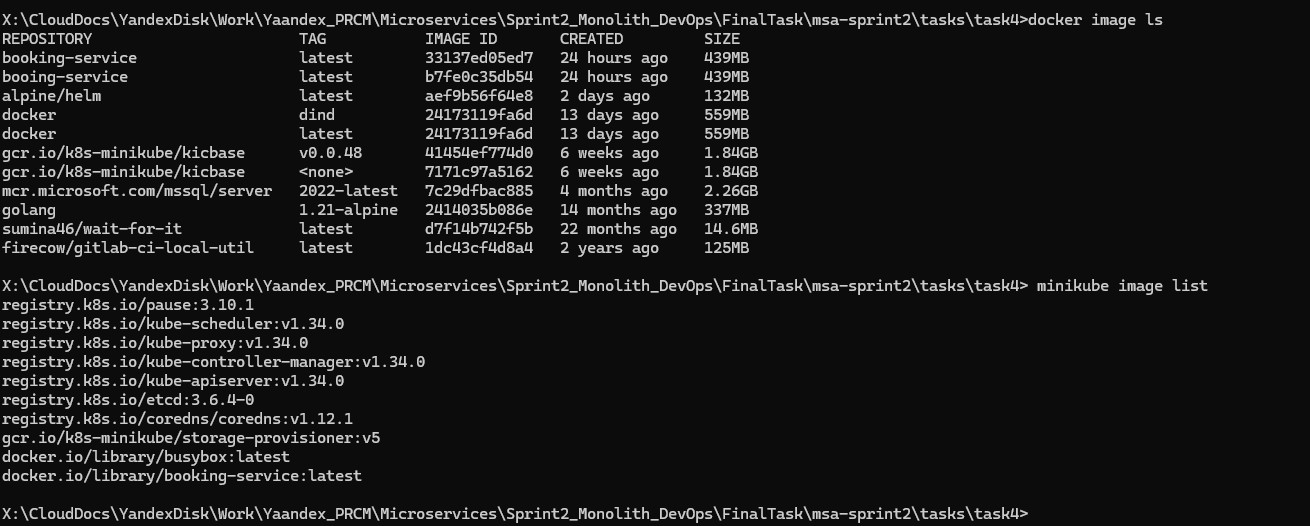 X:\CloudDocs\YandexDisk\Work\Yaandex_PRCM\Microservices\Sprint2_Monolith_DevOps\FinalTask\msa-sprint2\tasks\task4>docker image ls
REPOSITORY                       TAG           IMAGE ID       CREATED         SIZE
booking-service                  latest        33137ed05ed7   24 hours ago    439MB
booing-service                   latest        b7fe0c35db54   24 hours ago    439MB
alpine/helm                      latest        aef9b56f64e8   2 days ago      132MB
docker                           dind          24173119fa6d   13 days ago     559MB
docker                           latest        24173119fa6d   13 days ago     559MB
gcr.io/k8s-minikube/kicbase      v0.0.48       41454ef774d0   6 weeks ago     1.84GB
gcr.io/k8s-minikube/kicbase      <none>        7171c97a5162   6 weeks ago     1.84GB
mcr.microsoft.com/mssql/server   2022-latest   7c29dfbac885   4 months ago    2.26GB
golang                           1.21-alpine   2414035b086e   14 months ago   337MB
sumina46/wait-for-it             latest        d7f14b742f5b   22 months ago   14.6MB
firecow/gitlab-ci-local-util     latest        1dc43cf4d8a4   2 years ago     125MB
X:\CloudDocs\YandexDisk\Work\Yaandex_PRCM\Microservices\Sprint2_Monolith_DevOps\FinalTask\msa-sprint2\tasks\task4> minikube image list
registry.k8s.io/pause:3.10.1
registry.k8s.io/kube-scheduler:v1.34.0
registry.k8s.io/kube-proxy:v1.34.0
registry.k8s.io/kube-controller-manager:v1.34.0
registry.k8s.io/kube-apiserver:v1.34.0
registry.k8s.io/etcd:3.6.4-0
registry.k8s.io/coredns/coredns:v1.12.1
gcr.io/k8s-minikube/storage-provisioner:v5
docker.io/library/busybox:latest
docker.io/library/booking-service:latest
X:\CloudDocs\YandexDisk\Work\Yaandex_PRCM\Microservices\Sprint2_Monolith_DevOps\FinalTask\msa-sprint2\tasks\task4>